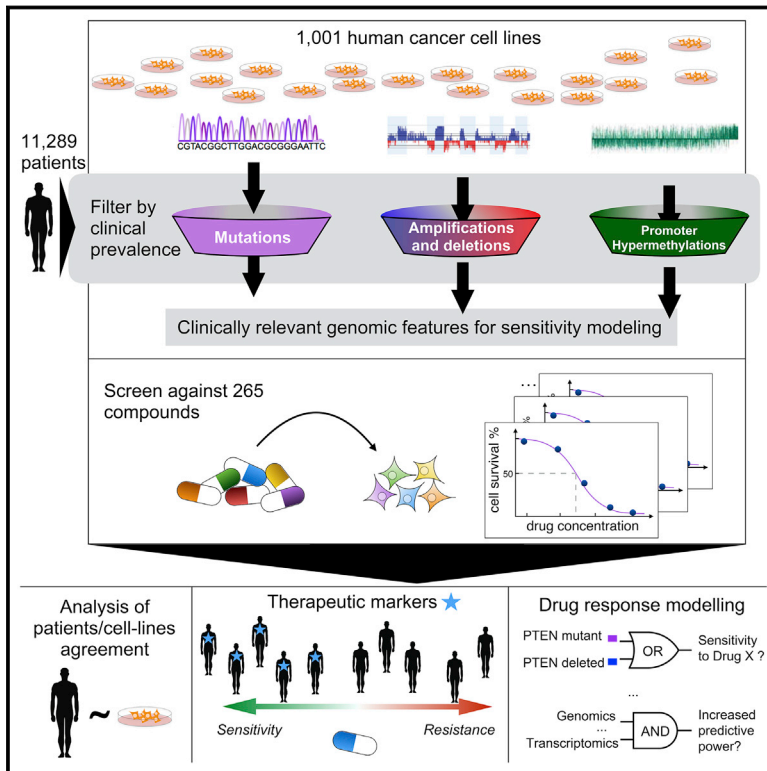 1,001 human cancer cell lines
11,289
patients
CGTACGGCTTGGACGCGGGAATTC
Filter by
clinical
prevalence
Mutations
Amplifications
and deletions
Promoter
Hypermethylations
Clinically relevant genomic features for sensitivity modeling
Screen against 265
compounds
...
%
%
cell survival %
50
drug concentration
Analysis of
patients/cell-lines
agreement
~
Therapeutic markers
Sensitivity
Resistance
Drug response modelling
PTEN mutant
PTEN deleted
OR
Sensitivity
to Drug X ?
...
...
Genomics
...
Transcriptomics
AND
Increased
predictive
power?